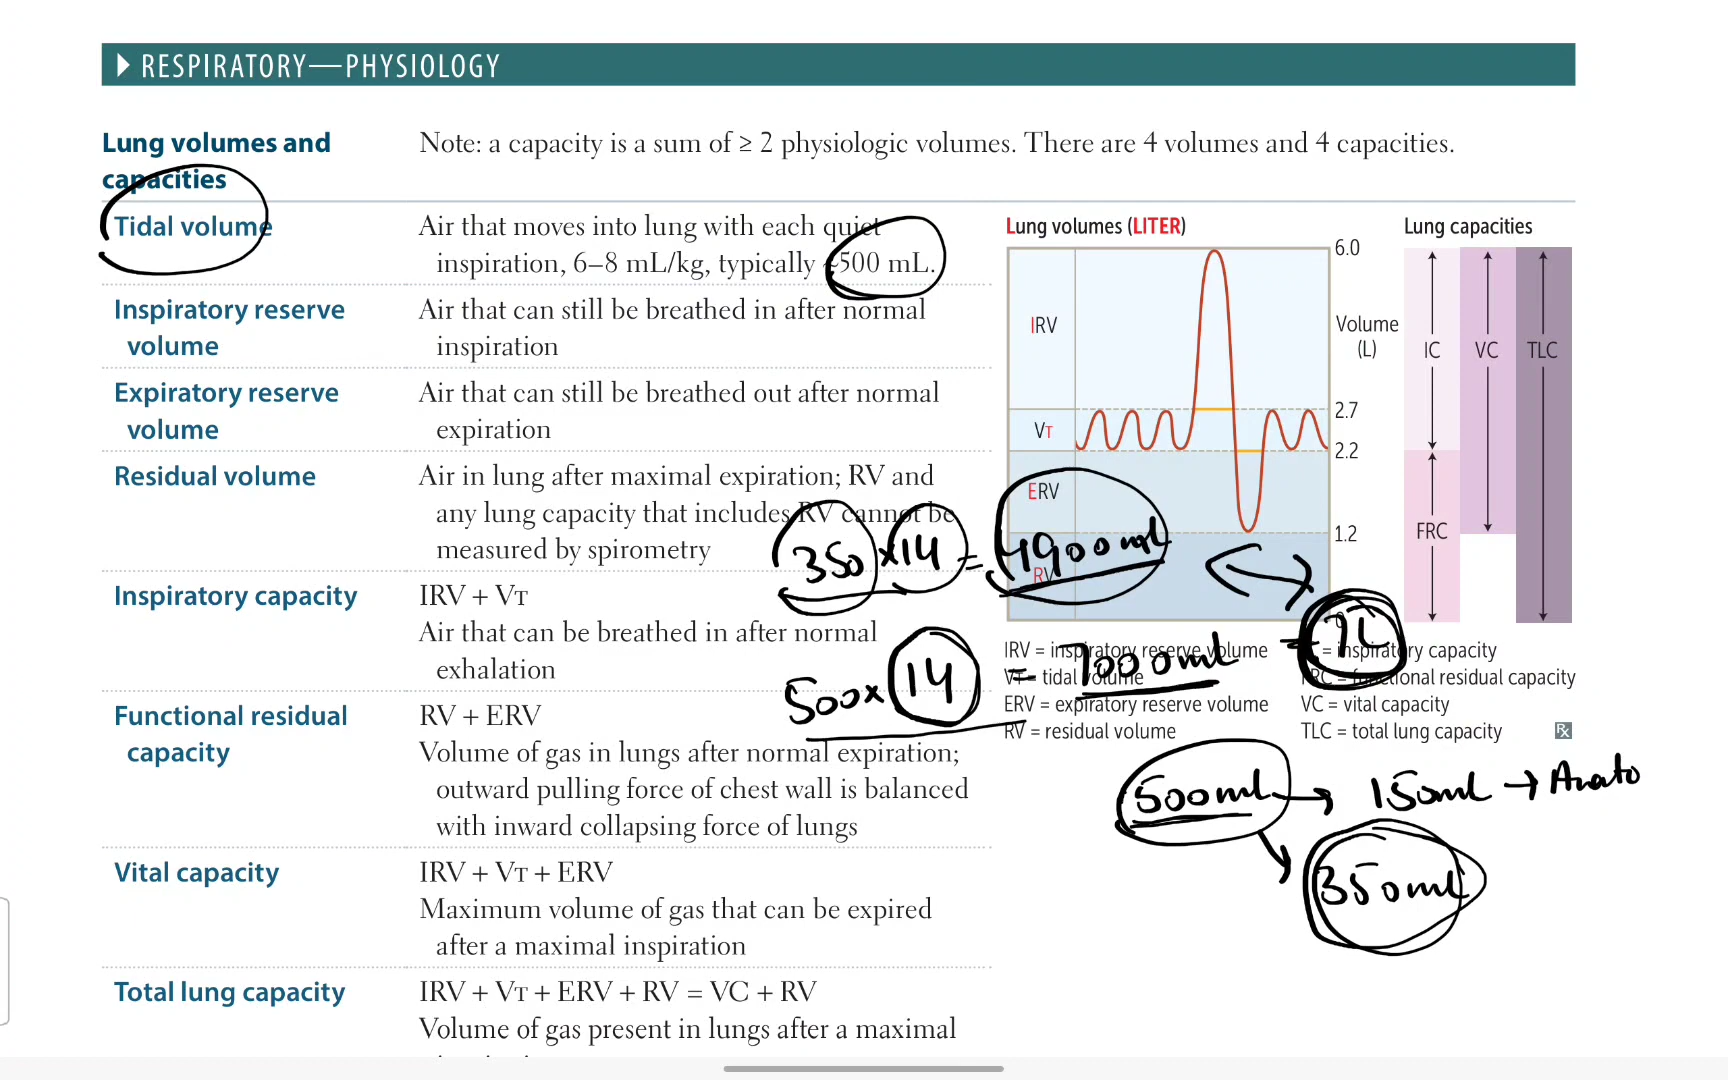 RESPIRATORY—PHYSIOLOGY
Lung volumes and
capacities
Note: a capacity is a sum of ≥ 2 physiologic volumes. There are 4 volumes and 4 capacities.
Tidal volume
Air that moves into lung with each quiet
inspiration, 6–8 mL/kg, typically ~500 mL.
Inspiratory reserve
volume
Air that can still be breathed in after normal
inspiration
Expiratory reserve
volume
Air that can still be breathed out after normal
expiration
Residual volume
Air in lung after maximal expiration; RV and
any lung capacity that includes RV cannot be
measured by spirometry
Inspiratory capacity
IRV + VT
Air that can be breathed in after normal
exhalation
Functional residual
capacity
RV + ERV
Volume of gas in lungs after normal expiration;
outward pulling force of chest wall is balanced
with inward collapsing force of lungs
Vital capacity
IRV + VT + ERV
Maximum volume of gas that can be expired
after a maximal inspiration
Total lung capacity
IRV + VT + ERV + RV = VC + RV
Volume of gas present in lungs after a maximal
Lung volumes (LITER)
Lung capacities
6.0
IRV
Volume
(L)
IC
VC
TLC
2.7
VT
2.2
ERV
1.2
FRC
RV
0
IRV = inspiratory reserve volume
VT = tidal volume
ERV = expiratory reserve volume
RV = residual volume
= inspiratory capacity
FRC = functional residual capacity
VC = vital capacity
TLC = total lung capacity
℞
350 × 14 = 4900 ml
500 × 14 = 7000 ml = 7L
500ml → 150ml → Anato
350ml